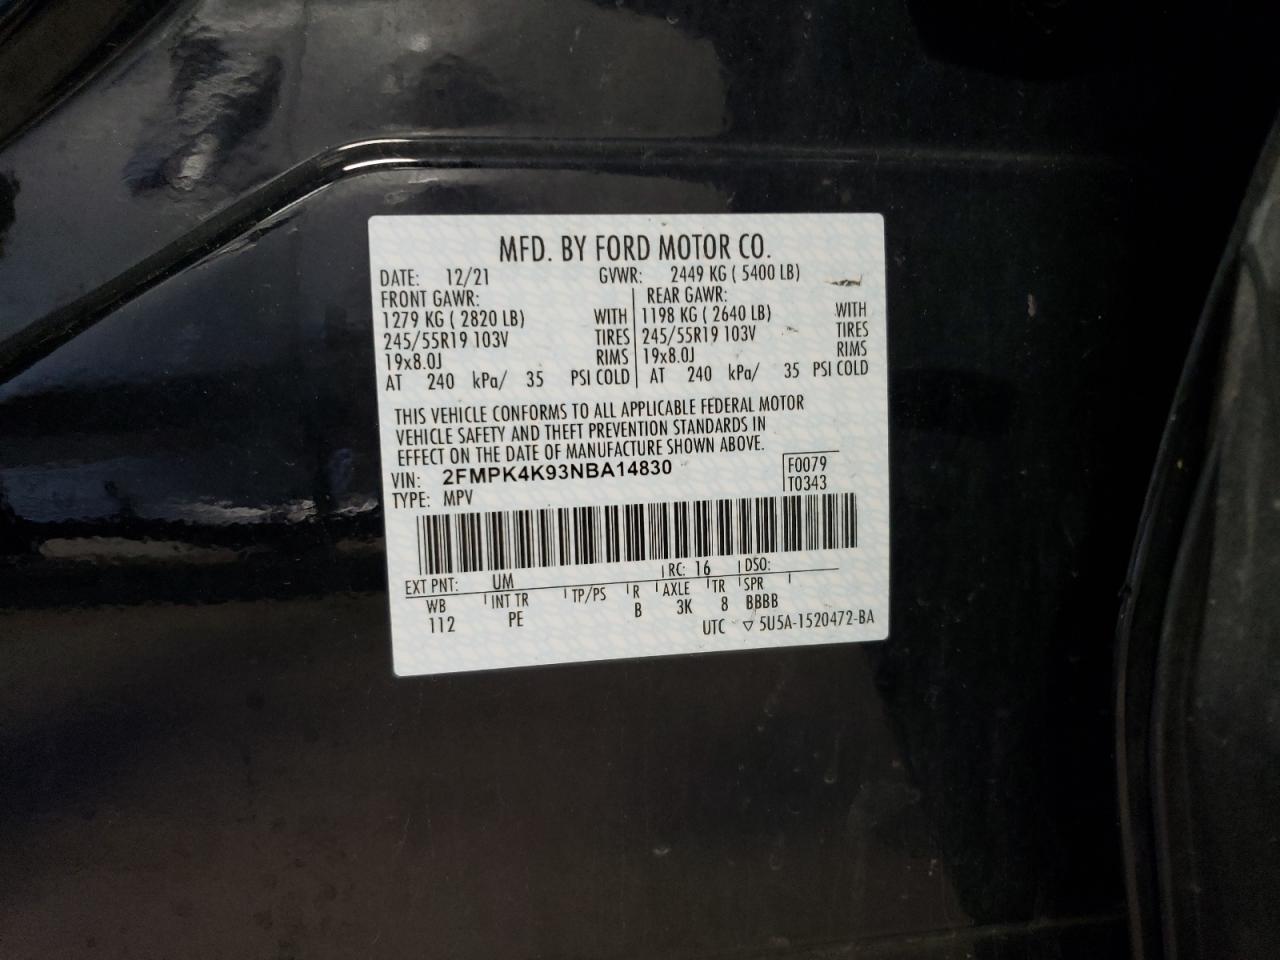 MFD. BY FORD MOTOR CO.
DATE: 12/21 GVWR: 2449 KG ( 5400 LB)
FRONT GAWR: REAR GAWR:
1279 KG ( 2820 LB) WITH 1198 KG ( 2640 LB) WITH
245/55R19 103V TIRES 245/55R19 103V TIRES
19x8.0J RIMS 19x8.0J RIMS
AT 240 kPa/ 35 PSI COLD AT 240 kPa/ 35 PSI COLD
THIS VEHICLE CONFORMS TO ALL APPLICABLE FEDERAL MOTOR
VEHICLE SAFETY AND THEFT PREVENTION STANDARDS IN
EFFECT ON THE DATE OF MANUFACTURE SHOWN ABOVE.
VIN: 2FMPK4K93NBA14830 F0079
TYPE: MPV T0343
EXT PNT: UM RC: 16 DSO:
WB INT TR TP/PS R AXLE TR SPR
112 PE B 3K 8 BBBB
UTC ▽ 5U5A-1520472-BA